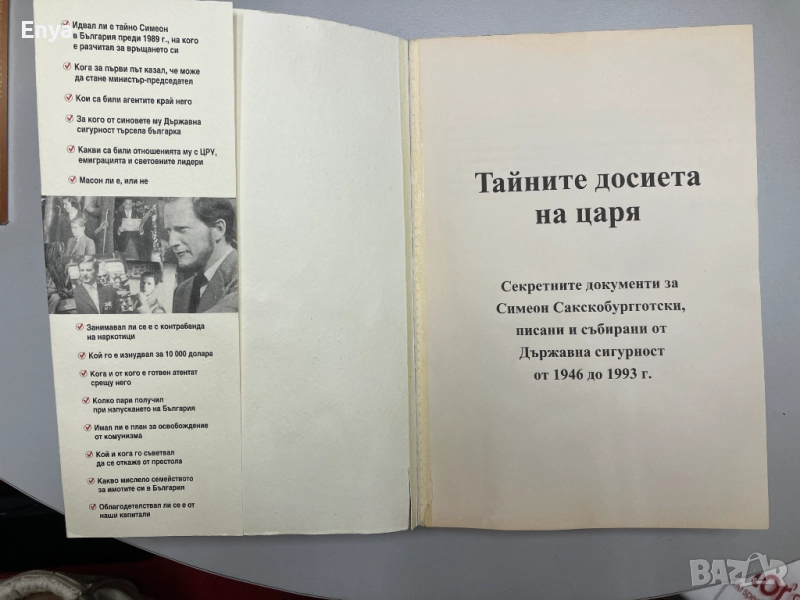 Enya
Идвал ли е тайно Симеон
в България преди 1989 г., на кого
е разчитал за връщането си
Кога за първи път казал, че може
да стане министър-председател
Кои са били агентите край него
За кого от синовете му Държавна
сигурност търсела българка
Какви са били отношенията му с ЦРУ,
емиграцията и световните лидери
Масон ли е, или не
Занимавал ли се е с контрабанда
на наркотици
Кой го е изнудвал за 10 000 долара
Кога и от кого е готвен атентат
срещу него
Колко пари получил
при напускането на България
Имал ли е план за освобождение
от комунизма
Кой и кога го съветвал
да се откаже от престола
Какво мислело семейството
за имотите си в България
Облагодетелствал ли се е от
наши капитали
Тайните досиета
на царя
Секретните документи за
Симеон Сакскобургготски,
писани и събирани от
Държавна сигурност
от 1946 до 1993 г.
BAZAR